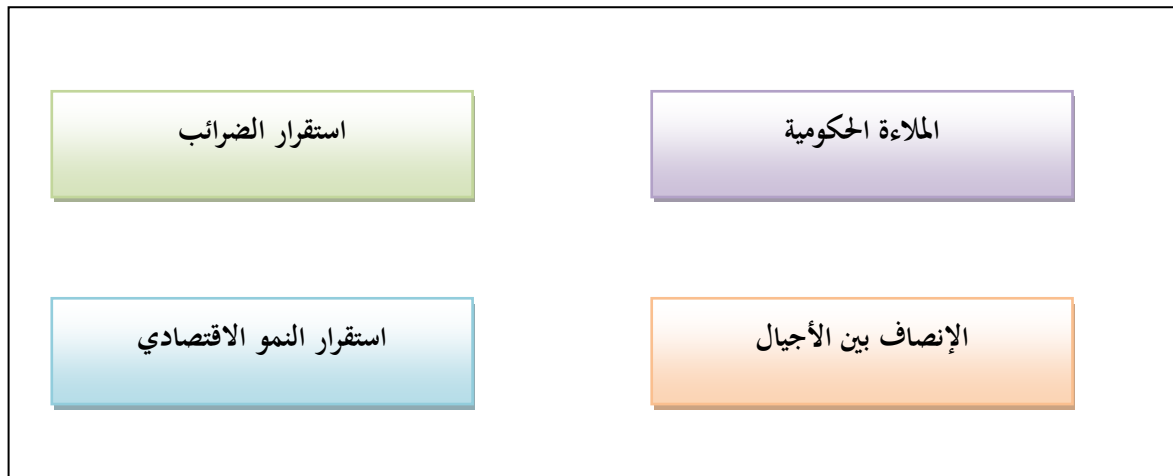 الملاءة الحكومية
استقرار الضرائب
الإنصاف بين الأجيال
استقرار النمو الاقتصادي